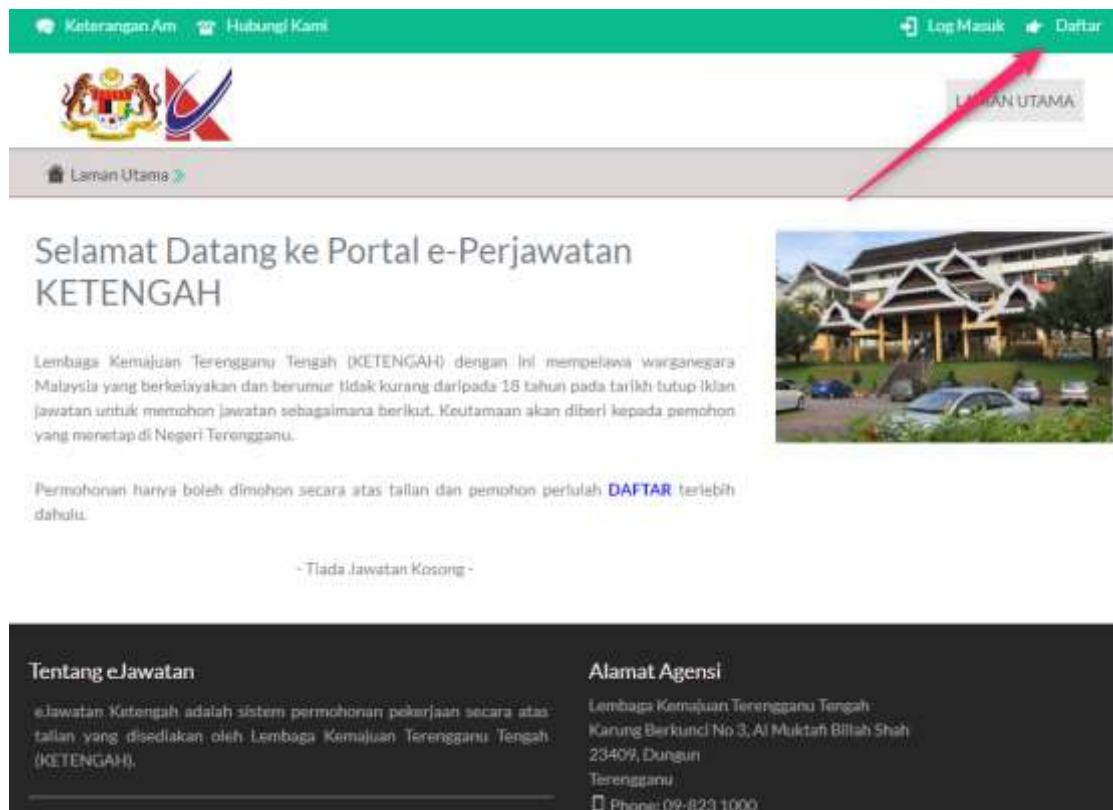 Keterangan Am Hubungi Kami Log Masuk Daftar
LAMAN UTAMA
Laman Utama
Selamat Datang ke Portal e-Perjawatan
KETENGAH
Lembaga Kemajuan Terengganu Tengah (KETENGAH) dengan ini mempelawa warganegara
Malaysia yang berkelayakan dan berumur tidak kurang daripada 18 tahun pada tarikh tutup iklan
jawatan untuk memohon jawatan sebagaimana berikut. Keutamaan akan diberi kepada pemohon
yang menetap di Negeri Terengganu.
Permohonan hanya boleh dimohon secara atas talian dan pemohon perlulah DAFTAR terlebih
dahulu.
- Tiada Jawatan Kosong -
Tentang eJawatan
eJawatan Ketengah adalah sistem permohonan pekerjaan secara atas
talian yang disediakan oleh Lembaga Kemajuan Terengganu Tengah
(KETENGAH).
Alamat Agensi
Lembaga Kemajuan Terengganu Tengah
Karung Berkunci No 3, Al Muktafi Billah Shah
23409, Dungun
Terengganu
Phone: 09-823 1000